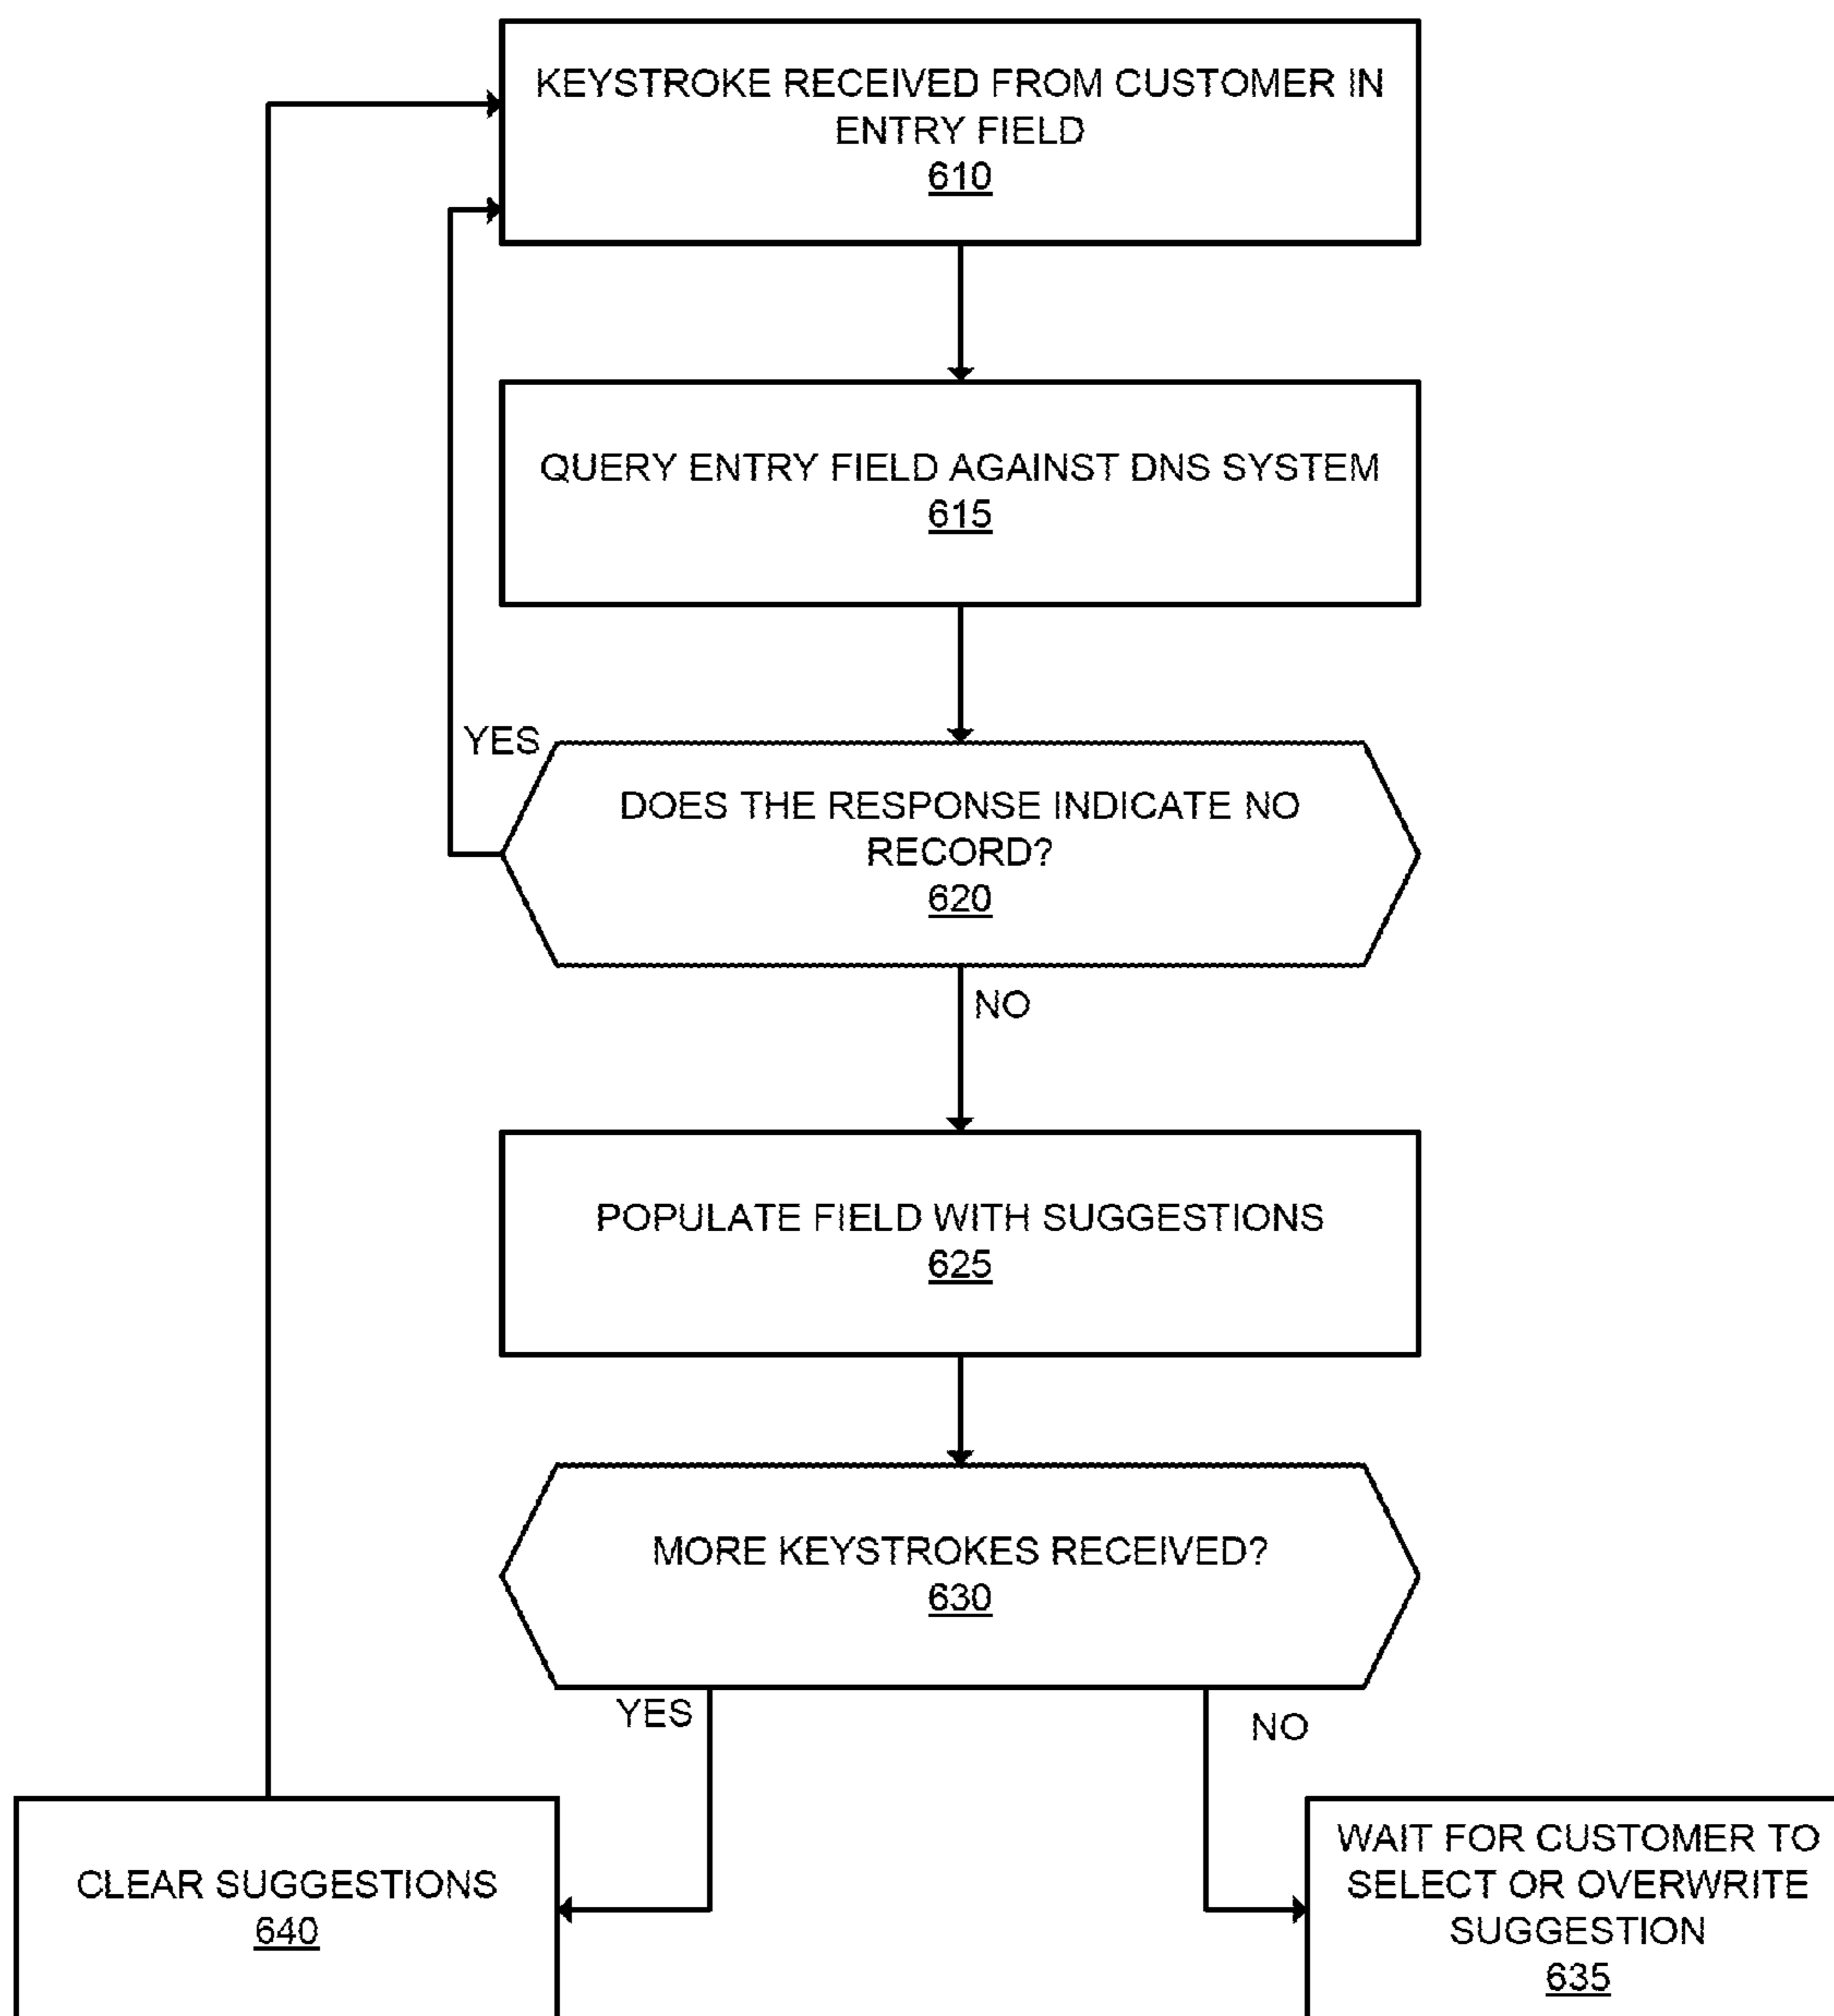 KEYSTROKE RECEIVED FROM CUSTOMER IN
ENTRY FIELD
610
QUERY ENTRY FIELD AGAINST DNS SYSTEM
615
YES
DOES THE RESPONSE INDICATE NO
RECORD?
620
NO
POPULATE FIELD WITH SUGGESTIONS
625
MORE KEYSTROKES RECEIVED?
630
YES
NO
CLEAR SUGGESTIONS
640
WAIT FOR CUSTOMER TO
SELECT OR OVERWRITE
SUGGESTION
635